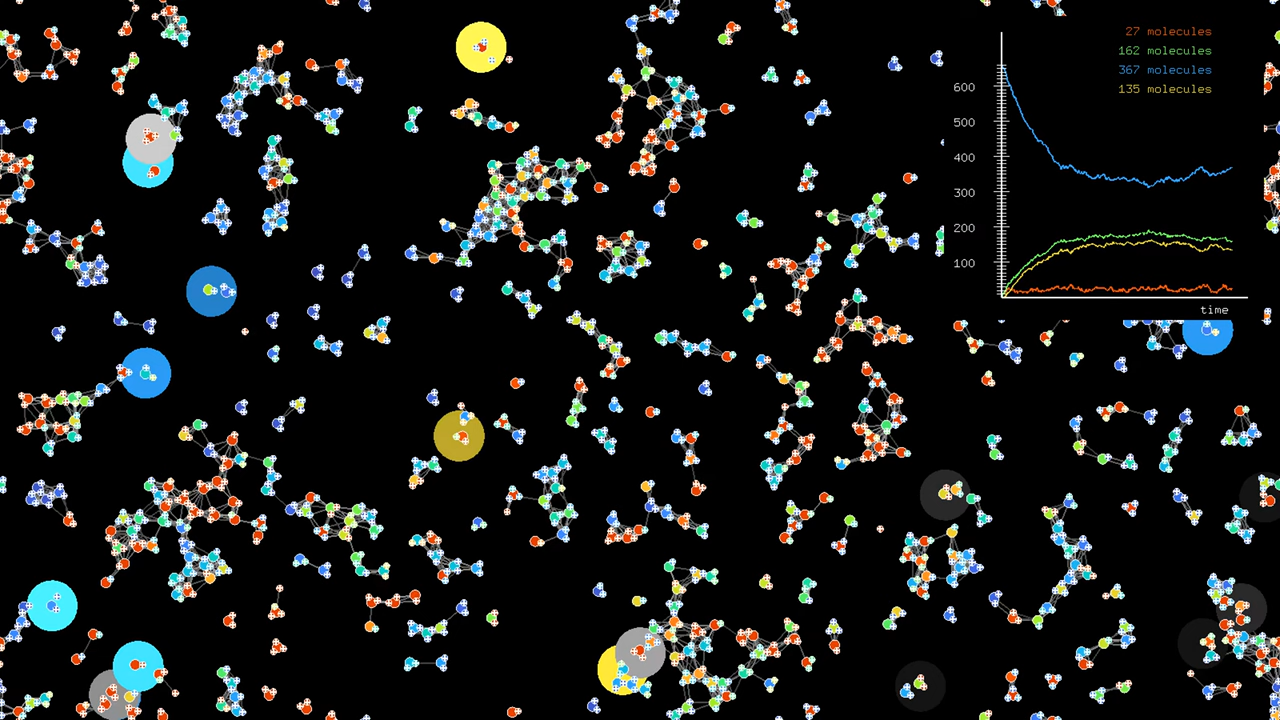 27 molecules
162 molecules
367 molecules
135 molecules
600
500
400
300
200
100
time